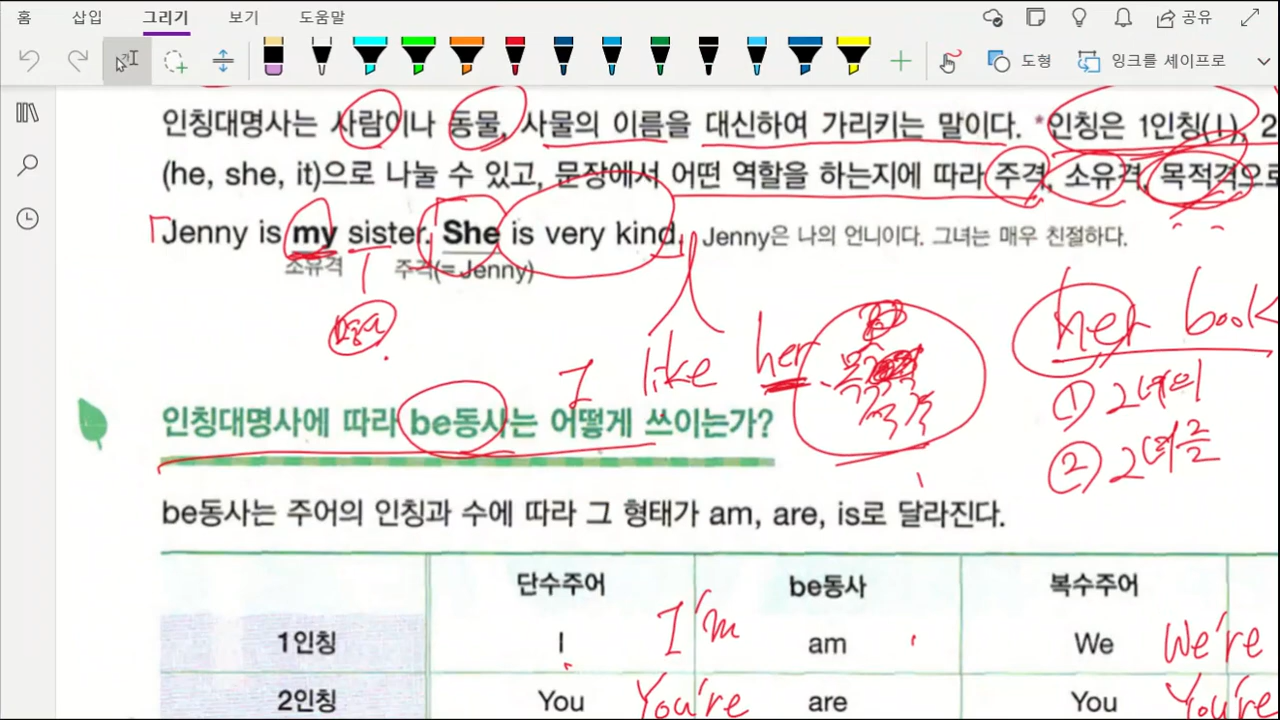 홈 삽입 그리기 보기 도움말 공유
도형 잉크를 셰이프로
인칭대명사는 사람이나 동물, 사물의 이름을 대신하여 가리키는 말이다. *인칭은 1인칭(I), 2
(he, she, it)으로 나눌 수 있고, 문장에서 어떤 역할을 하는지에 따라 주격, 소유격, 목적격으로
Jenny is my sister. She is very kind. Jenny은 나의 언니이다. 그녀는 매우 친절하다.
소유격 주격(= Jenny)
명사
I like her
her book
① 그녀의
② 그녀를
인칭대명사에 따라 be동사는 어떻게 쓰이는가?
be동사는 주어의 인칭과 수에 따라 그 형태가 am, are, is로 달라진다.
단수주어 be동사 복수주어
1인칭 I I'm am We We're
2인칭 You You're are You You're